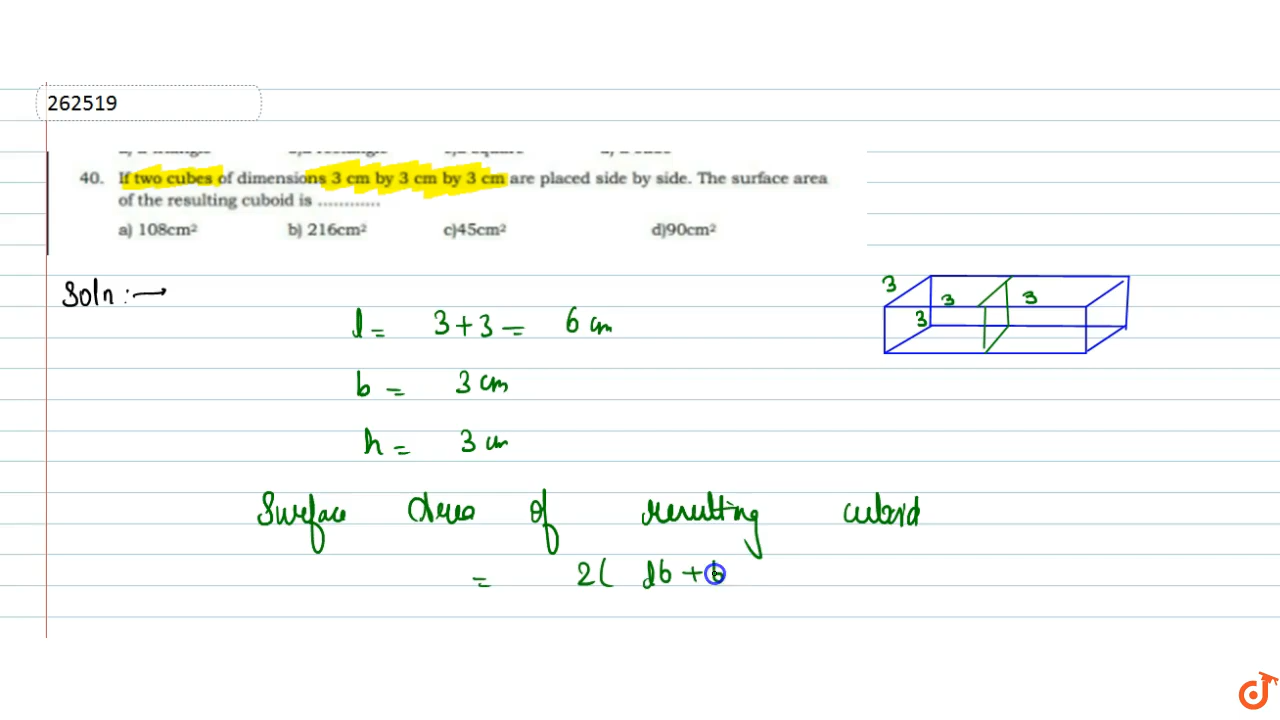 262519
40. If two cubes of dimensions 3 cm by 3 cm by 3 cm are placed side by side. The surface area
of the resulting cuboid is ............
a) 108cm² b) 216cm² c)45cm² d)90cm²
Soln :→
3 3 3
3
l = 3+3 = 6 cm
b = 3 cm
h = 3 cm
Surface Area of resulting cuboid
= 2( lb + b